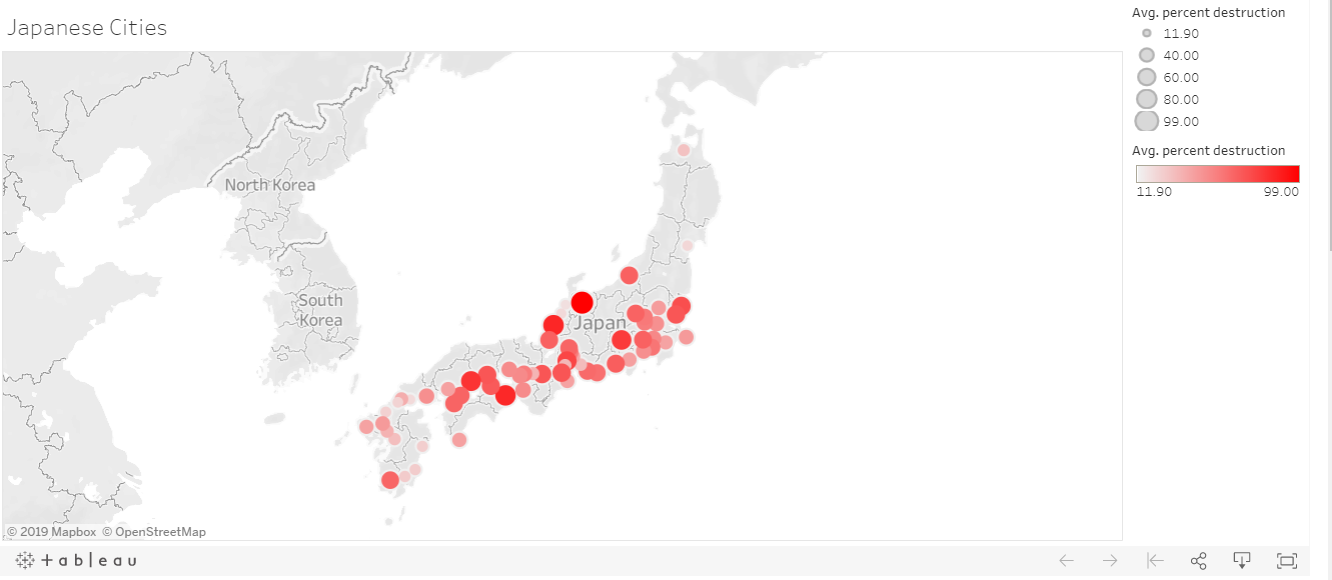 Japanese Cities
Avg. percent destruction
11.90
40.00
60.00
80.00
99.00
Avg. percent destruction
11.90 99.00
North Korea
South
Korea
Japan
© 2019 Mapbox © OpenStreetMap
+ a b | e a u